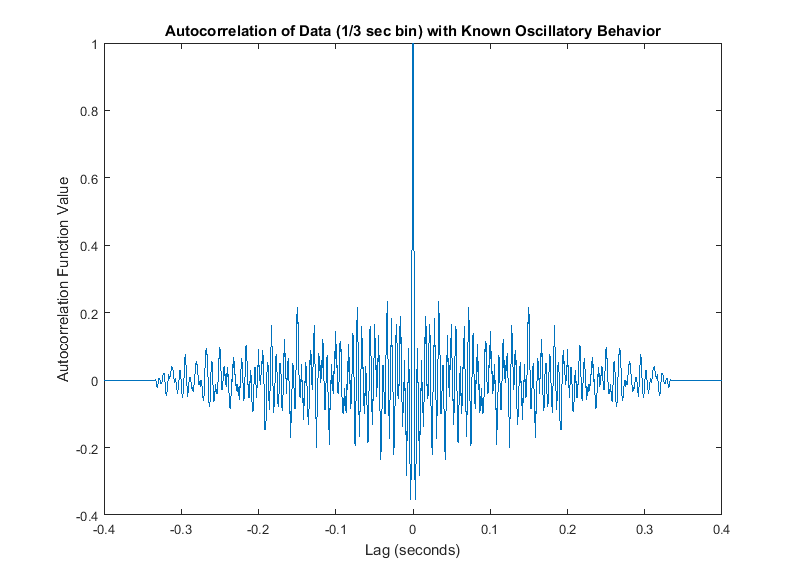 Autocorrelation of Data (1/3 sec bin) with Known Oscillatory Behavior
1
0.8
0.6
0.4
0.2
0
-0.2
-0.4
Autocorrelation Function Value
-0.4 -0.3 -0.2 -0.1 0 0.1 0.2 0.3 0.4
Lag (seconds)